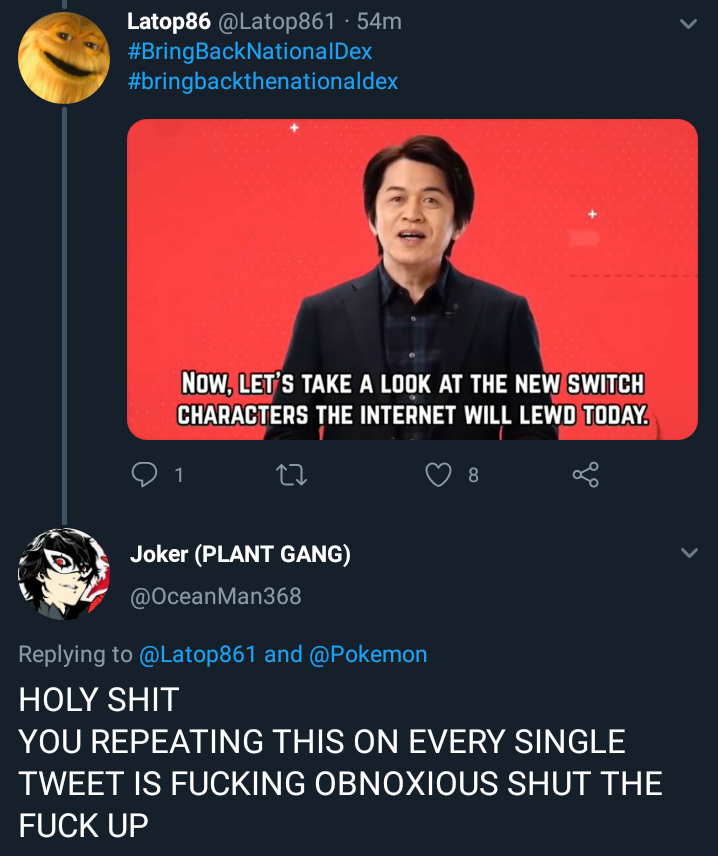 Latop86 @Latop861 · 54m
#BringBackNationalDex
#bringbackthenationaldex
NOW, LET'S TAKE A LOOK AT THE NEW SWITCH
CHARACTERS THE INTERNET WILL LEWD TODAY.
1
8
Joker (PLANT GANG)
@OceanMan368
Replying to @Latop861 and @Pokemon
HOLY SHIT
YOU REPEATING THIS ON EVERY SINGLE
TWEET IS FUCKING OBNOXIOUS SHUT THE
FUCK UP